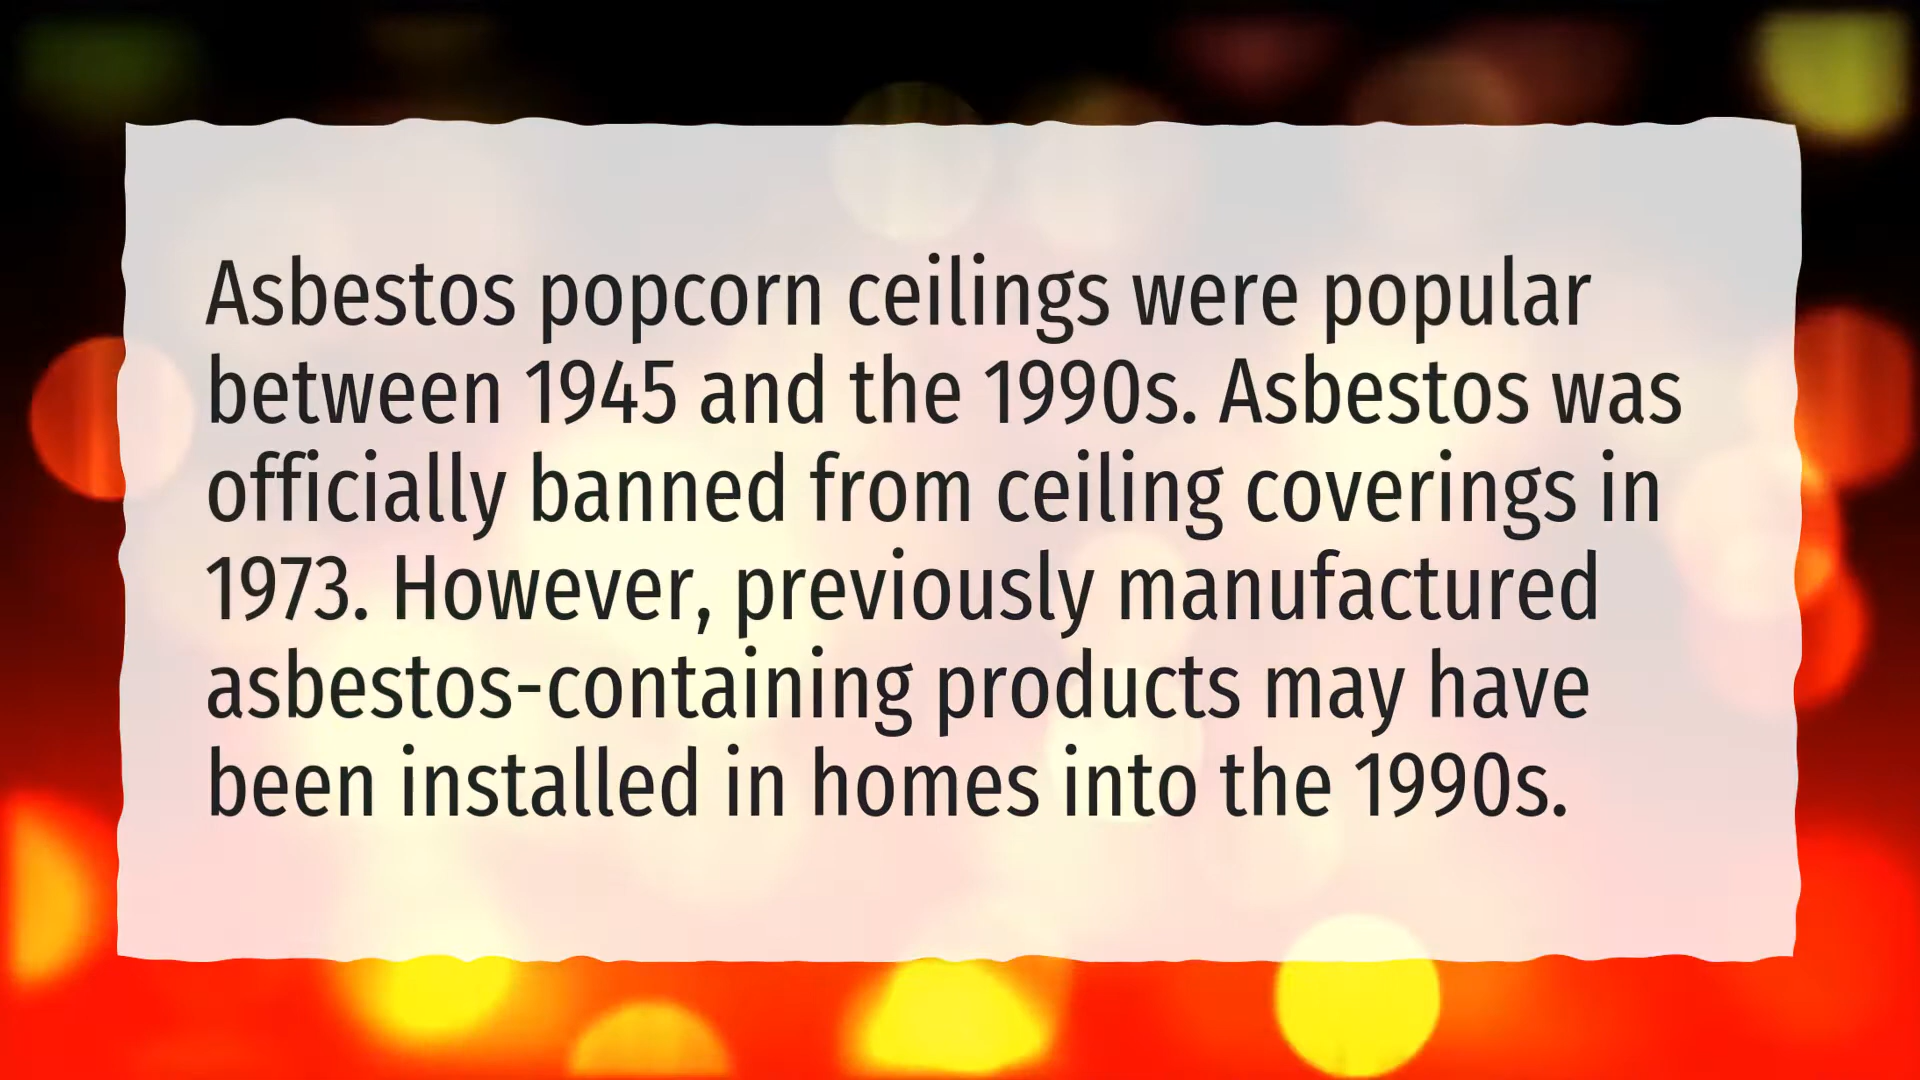 Asbestos popcorn ceilings were popular
between 1945 and the 1990s. Asbestos was
officially banned from ceiling coverings in
1973. However, previously manufactured
asbestos-containing products may have
been installed in homes into the 1990s.